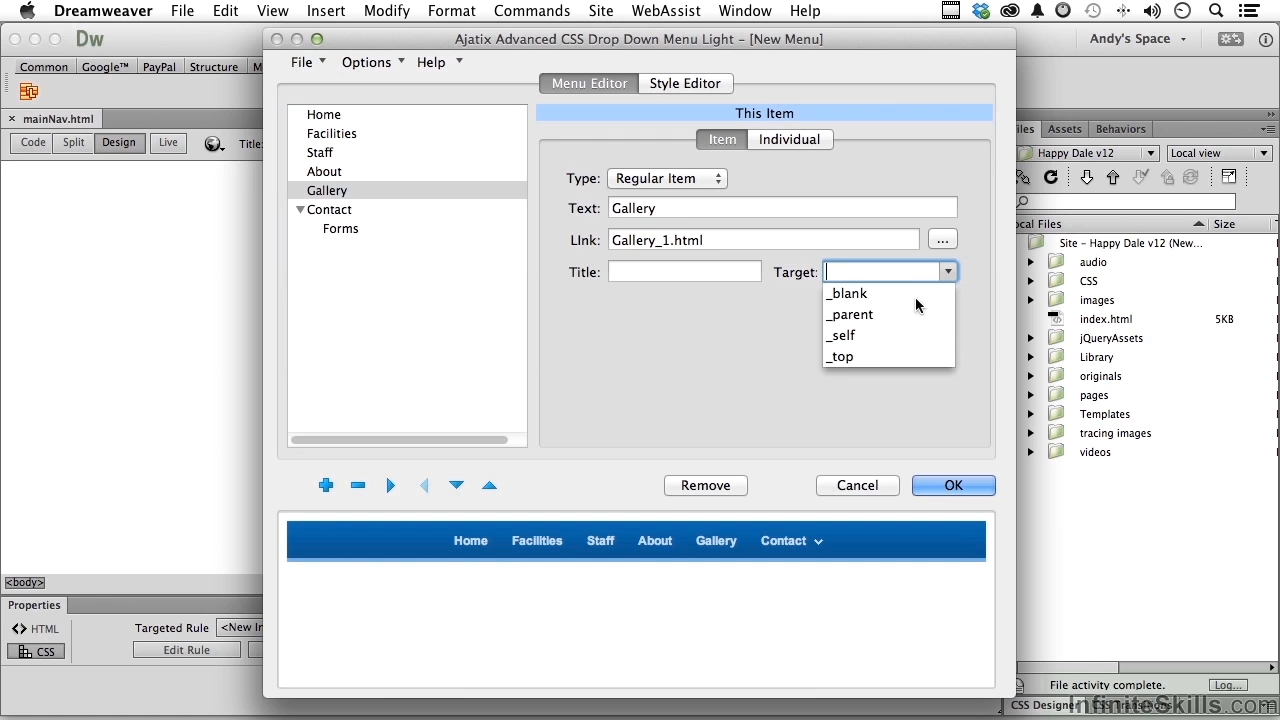 Dreamweaver File Edit View Insert Modify Format Commands Site WebAssist Window Help
Dw
Andy's Space
Ajatix Advanced CSS Drop Down Menu Light - [New Menu]
File Options Help
Common Google™ PayPal Structure M
Menu Editor Style Editor
mainNav.html
Code Split Design Live Title:
Home
Facilities
Staff
About
Gallery
Contact
Forms
This Item
Item Individual
Type: Regular Item
Text: Gallery
LInk: Gallery_1.html ...
Title: Target:
_blank
_parent
_self
_top
Remove Cancel OK
Home Facilities Staff About Gallery Contact
iles Assets Behaviors
Happy Dale v12 Local view
ocal Files Size
Site - Happy Dale v12 (New...
audio
CSS
images
index.html 5KB
jQueryAssets
Library
originals
pages
Templates
tracing images
videos
<body>
Properties
HTML
CSS
Targeted Rule <New In
Edit Rule
File activity complete. Log...
CSS Designer CSS Transitions
InfiniteSkills.com